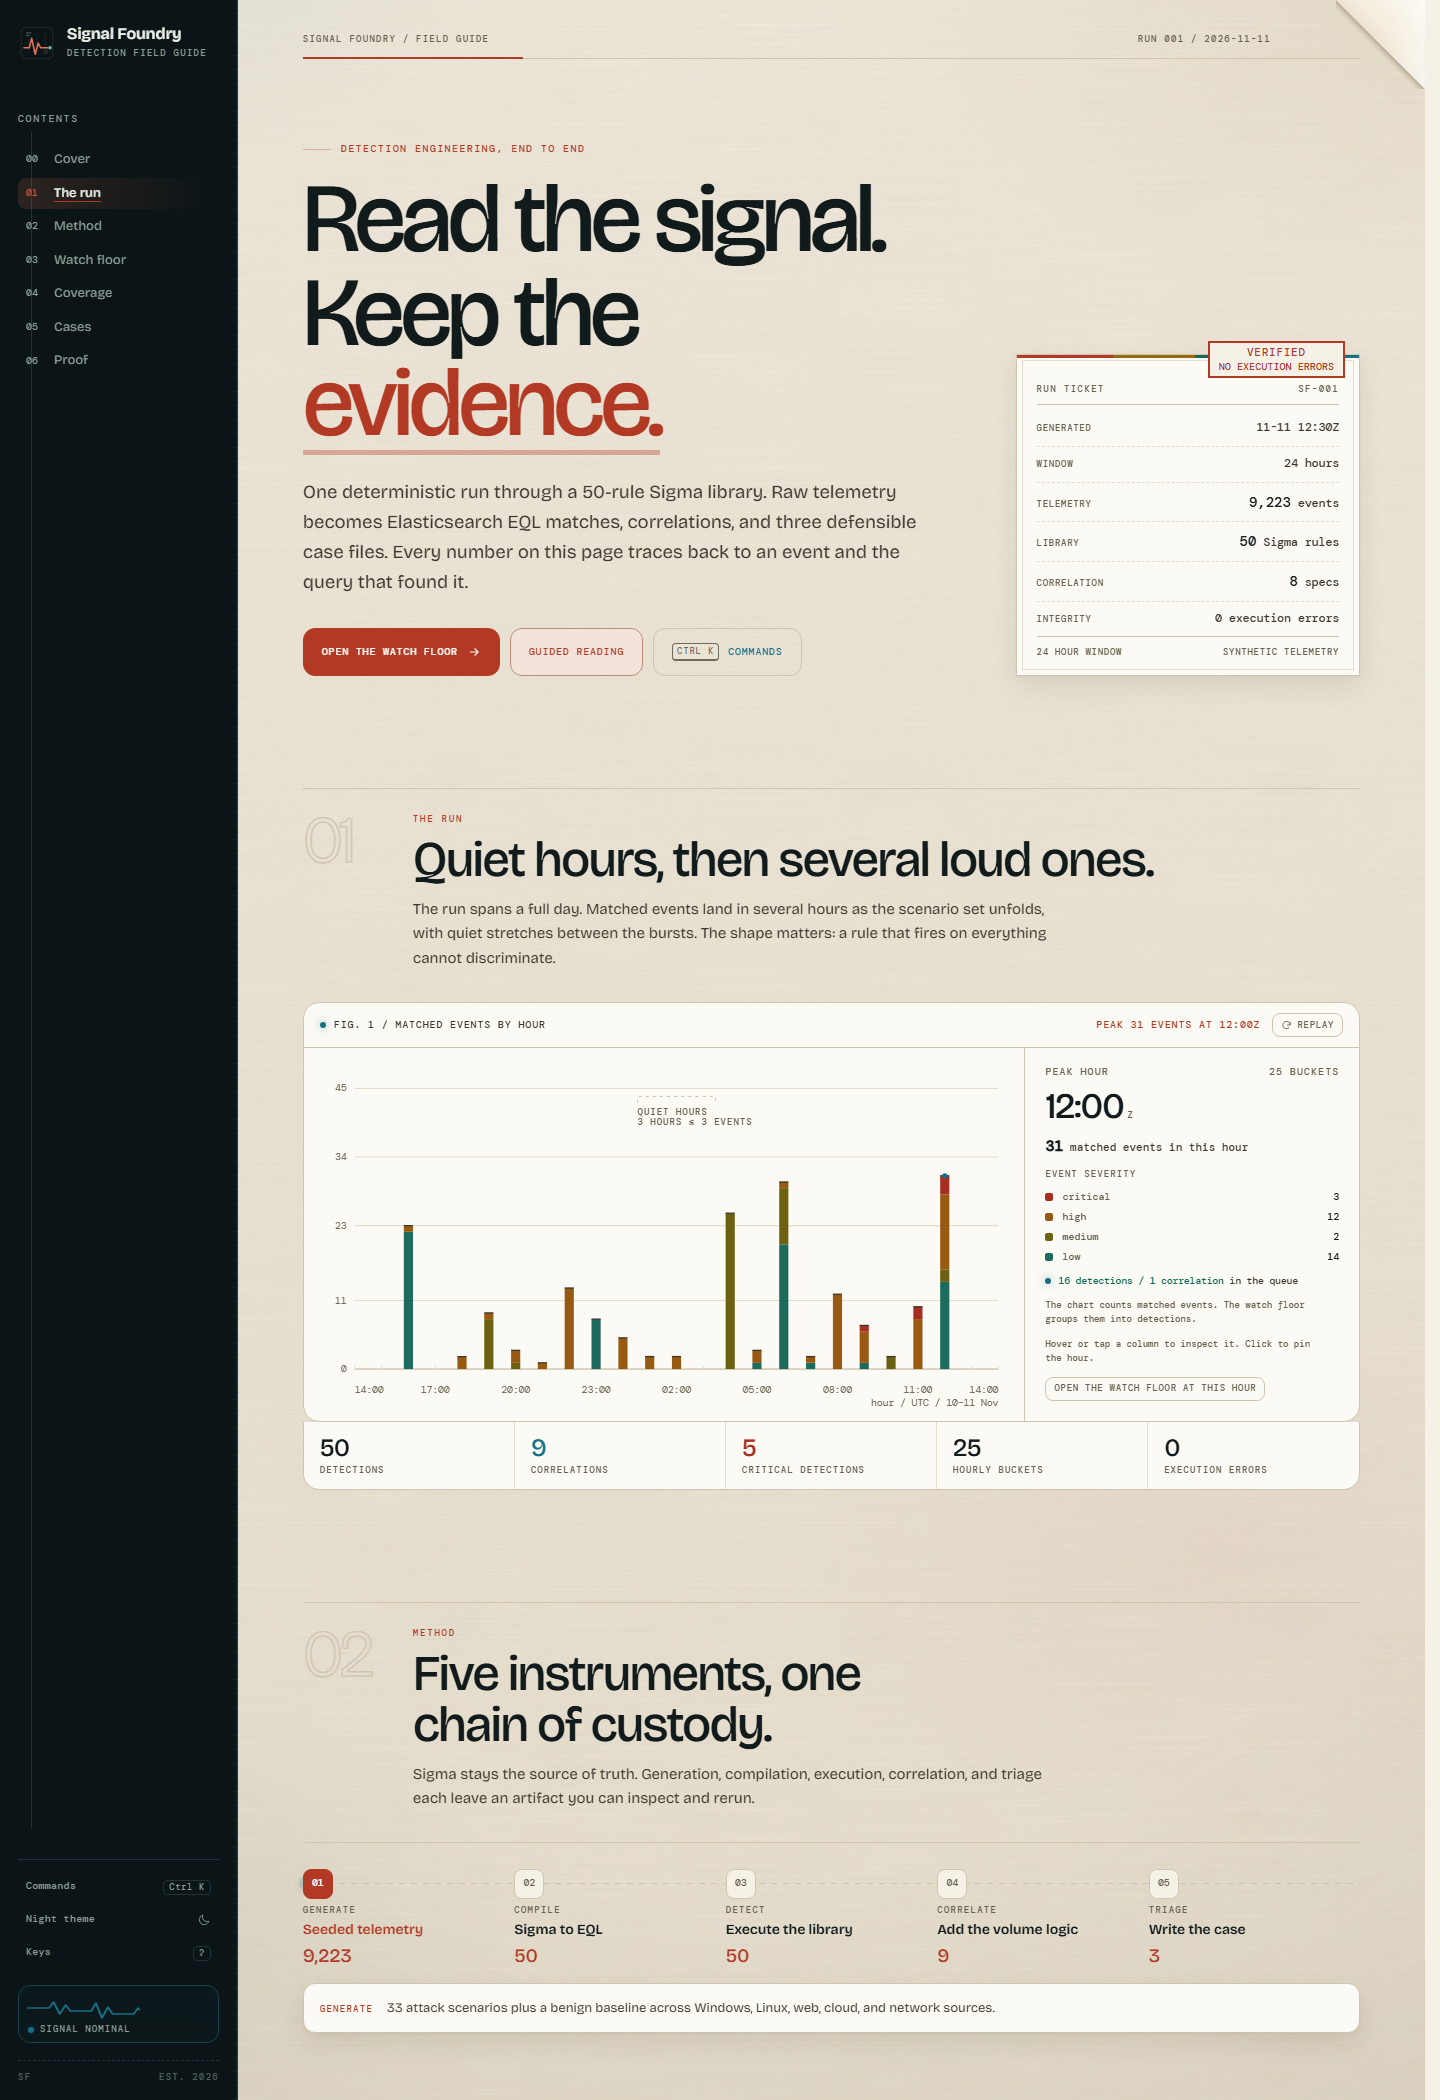 Signal Foundry
DETECTION FIELD GUIDE
CONTENTS
00 Cover
01 The run
02 Method
03 Watch floor
04 Coverage
05 Cases
06 Proof
Commands Ctrl K
Night theme
Keys ?
SIGNAL NOMINAL
SF EST. 2026
SIGNAL FOUNDRY / FIELD GUIDE
RUN 001 / 2026-11-11
DETECTION ENGINEERING, END TO END
Read the signal.
Keep the
evidence.
One deterministic run through a 50-rule Sigma library. Raw telemetry
becomes Elasticsearch EQL matches, correlations, and three defensible
case files. Every number on this page traces back to an event and the
query that found it.
OPEN THE WATCH FLOOR →
GUIDED READING
CTRL K COMMANDS
VERIFIED
NO EXECUTION ERRORS
RUN TICKET SF-001
GENERATED 11-11 12:30Z
WINDOW 24 hours
TELEMETRY 9,223 events
LIBRARY 50 Sigma rules
CORRELATION 8 specs
INTEGRITY 0 execution errors
24 HOUR WINDOW SYNTHETIC TELEMETRY
01
THE RUN
Quiet hours, then several loud ones.
The run spans a full day. Matched events land in several hours as the scenario set unfolds,
with quiet stretches between the bursts. The shape matters: a rule that fires on everything
cannot discriminate.
FIG. 1 / MATCHED EVENTS BY HOUR
PEAK 31 EVENTS AT 12:00Z
REPLAY
45
QUIET HOURS
3 HOURS ≤ 3 EVENTS
34
23
11
0
14:00 17:00 20:00 23:00 02:00 05:00 08:00 11:00 14:00
hour / UTC / 10-11 Nov
PEAK HOUR 25 BUCKETS
12:00 Z
31 matched events in this hour
EVENT SEVERITY
critical 3
high 12
medium 2
low 14
16 detections / 1 correlation in the queue
The chart counts matched events. The watch floor
groups them into detections.
Hover or tap a column to inspect it. Click to pin
the hour.
OPEN THE WATCH FLOOR AT THIS HOUR
50
DETECTIONS
9
CORRELATIONS
5
CRITICAL DETECTIONS
25
HOURLY BUCKETS
0
EXECUTION ERRORS
02
METHOD
Five instruments, one
chain of custody.
Sigma stays the source of truth. Generation, compilation, execution, correlation, and triage
each leave an artifact you can inspect and rerun.
01
GENERATE
Seeded telemetry
9,223
02
COMPILE
Sigma to EQL
50
03
DETECT
Execute the library
50
04
CORRELATE
Add the volume logic
9
05
TRIAGE
Write the case
3
GENERATE 33 attack scenarios plus a benign baseline across Windows, Linux, web, cloud, and network sources.